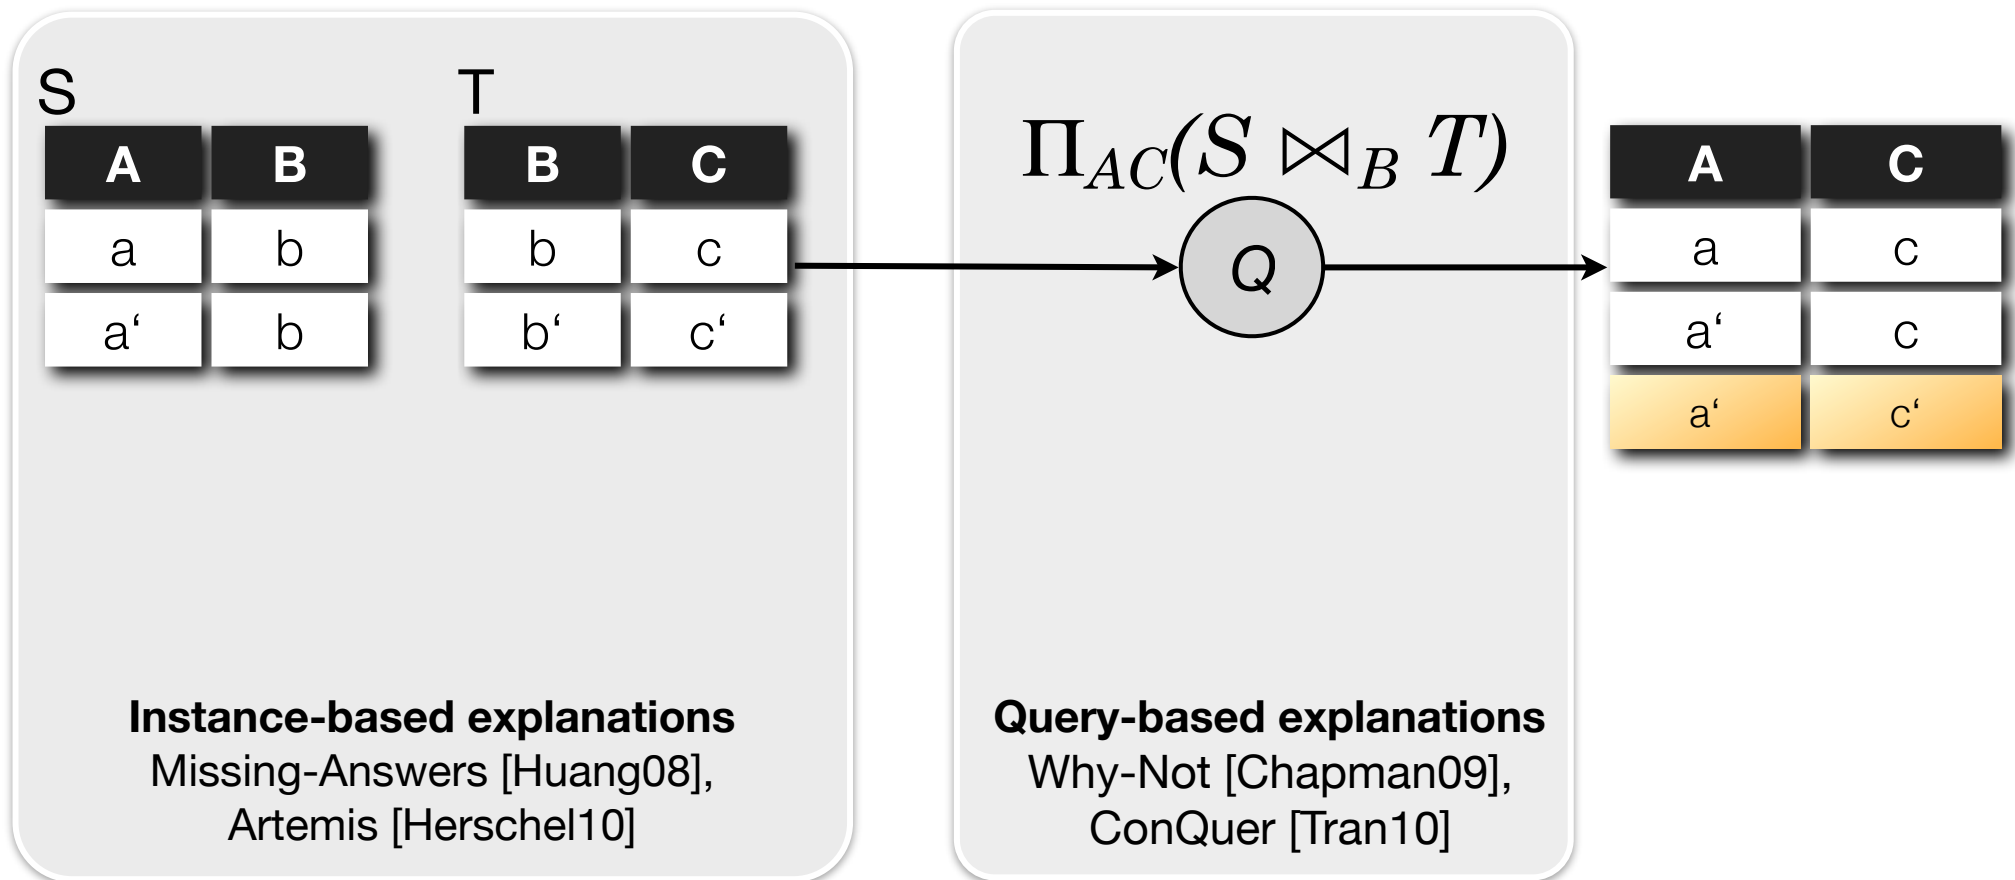 S T
A B B C
a b b c
a‘ b b‘ c‘
Instance-based explanations
Missing-Answers [Huang08],
Artemis [Herschel10]
Π_AC(S ⋈_B T)
Q
Query-based explanations
Why-Not [Chapman09],
ConQuer [Tran10]
A C
a c
a‘ c
a‘ c‘